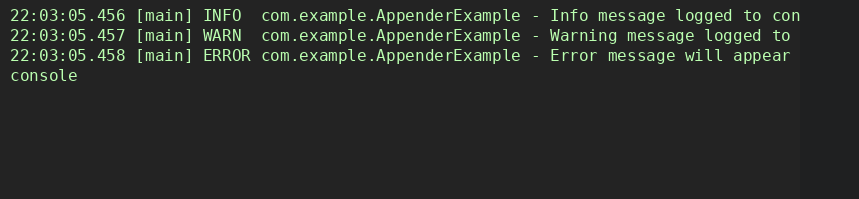 22:03:05.456 [main] INFO  com.example.AppenderExample - Info message logged to con
22:03:05.457 [main] WARN  com.example.AppenderExample - Warning message logged to
22:03:05.458 [main] ERROR com.example.AppenderExample - Error message will appear
console